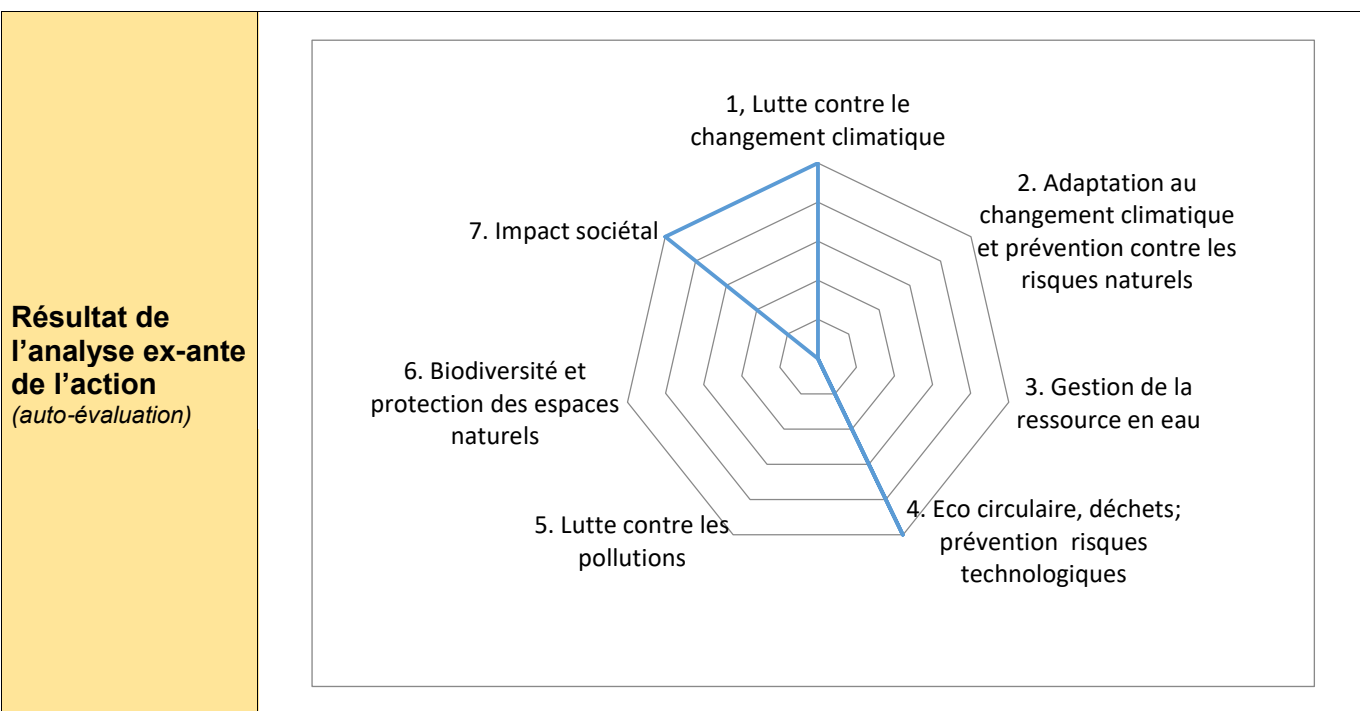 Résultat de
l'analyse ex-ante
de l'action
(auto-évaluation)
1, Lutte contre le
changement climatique
2. Adaptation au
changement climatique
et prévention contre les
risques naturels
3. Gestion de la
ressource en eau
4. Eco circulaire, déchets;
prévention  risques
technologiques
5. Lutte contre les
pollutions
6. Biodiversité et
protection des espaces
naturels
7. Impact sociétal